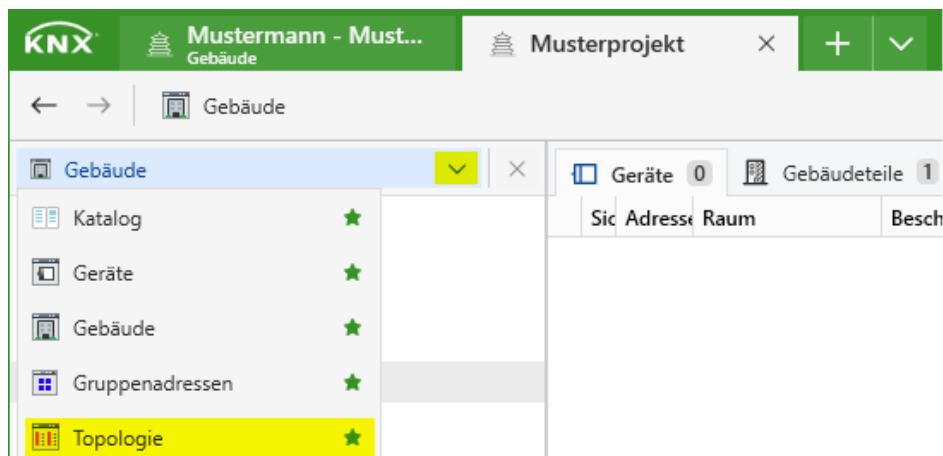 KNX
Mustermann - Must...
Gebäude
Musterprojekt
Gebäude
Gebäude
Katalog
Geräte
Gebäude
Gruppenadressen
Topologie
Geräte 0
Gebäudeteile 1
Sic Adresse Raum Besch